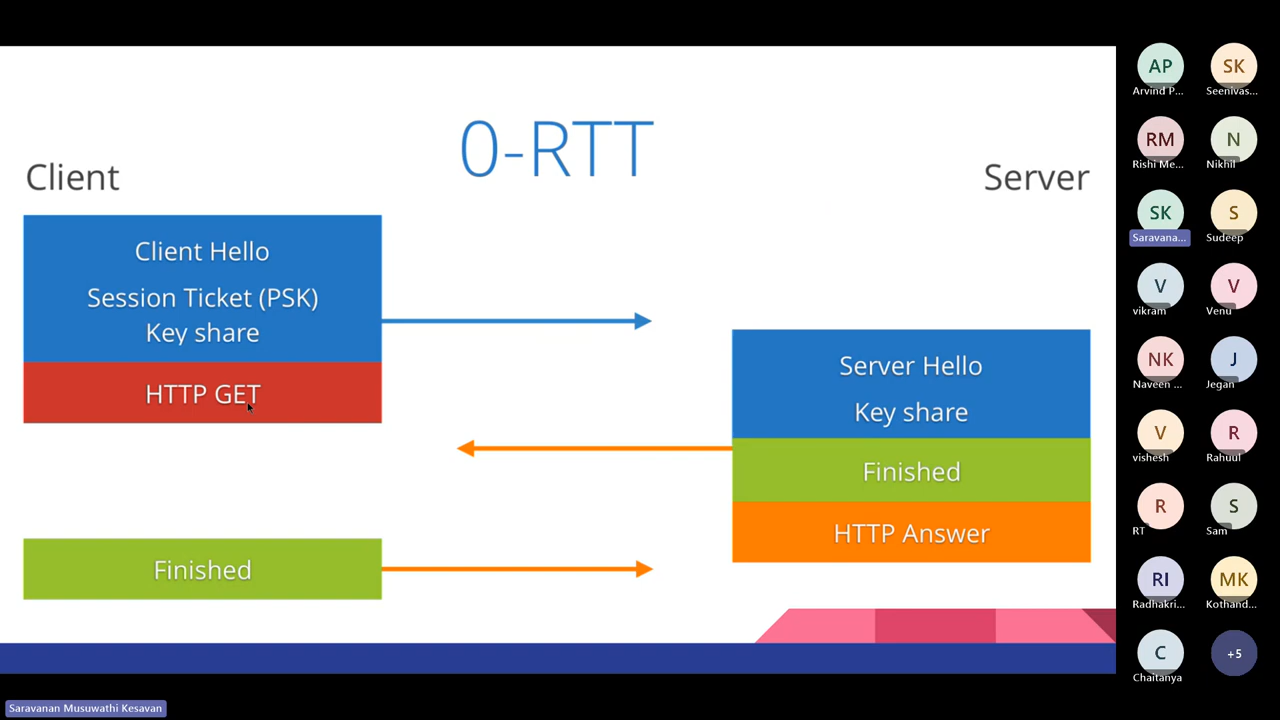 0-RTT
Client
Server
Client Hello
Session Ticket (PSK)
Key share
HTTP GET
Server Hello
Key share
Finished
HTTP Answer
Finished
AP
Arvind P...
SK
Seenivas...
RM
Rishi Me...
N
Nikhil
SK
Saravana...
S
Sudeep
V
vikram
V
Venu
NK
Naveen ...
J
Jegan
V
vishesh
R
Rahuul
R
RT
S
Sam
RI
Radhakri...
MK
Kothand...
C
Chaitanya
+5
Saravanan Musuwathi Kesavan